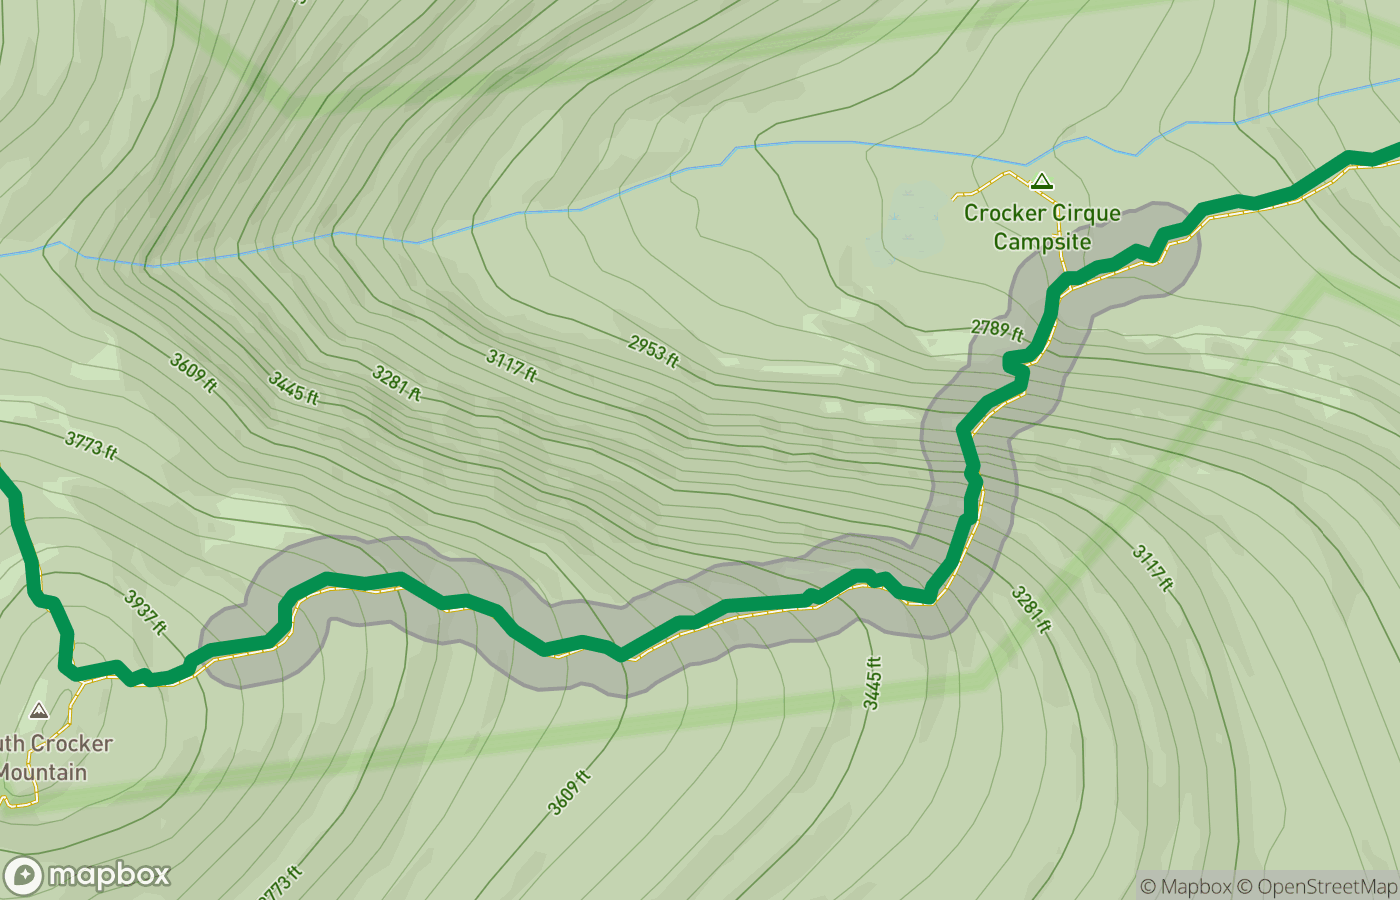 Crocker Cirque
Campsite
2789 ft
2953 ft
3117 ft
3281 ft
3445 ft
3609 ft
3773 ft
3937 ft
3117 ft
3281 ft
3445 ft
uth Crocker
Mountain
3609 ft
3773 ft
mapbox
© Mapbox © OpenStreetMap